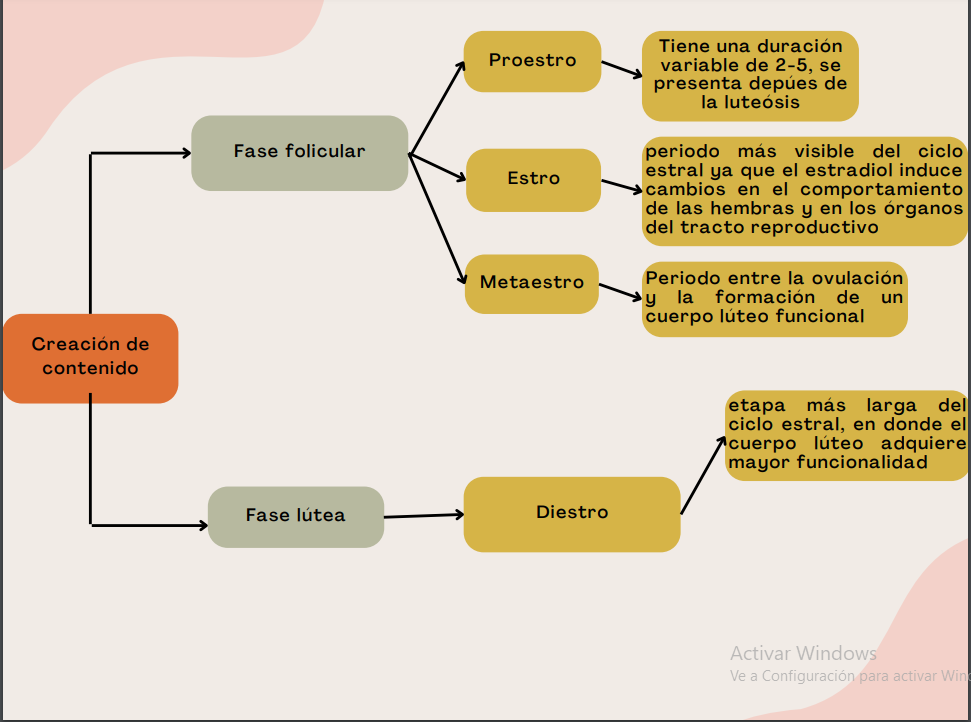 Proestro
Tiene una duración
variable de 2-5, se
presenta depúes de
la luteósis
Fase folicular
Estro
periodo más visible del ciclo
estral ya que el estradiol induce
cambios en el comportamiento
de las hembras y en los órganos
del tracto reproductivo
Metaestro
Periodo entre la ovulación
y la formación de un
cuerpo lúteo funcional
Creación de
contenido
etapa más larga del
ciclo estral, en donde el
cuerpo lúteo adquiere
mayor funcionalidad
Fase lútea
Diestro
Activar Windows
Ve a Configuración para activar Win